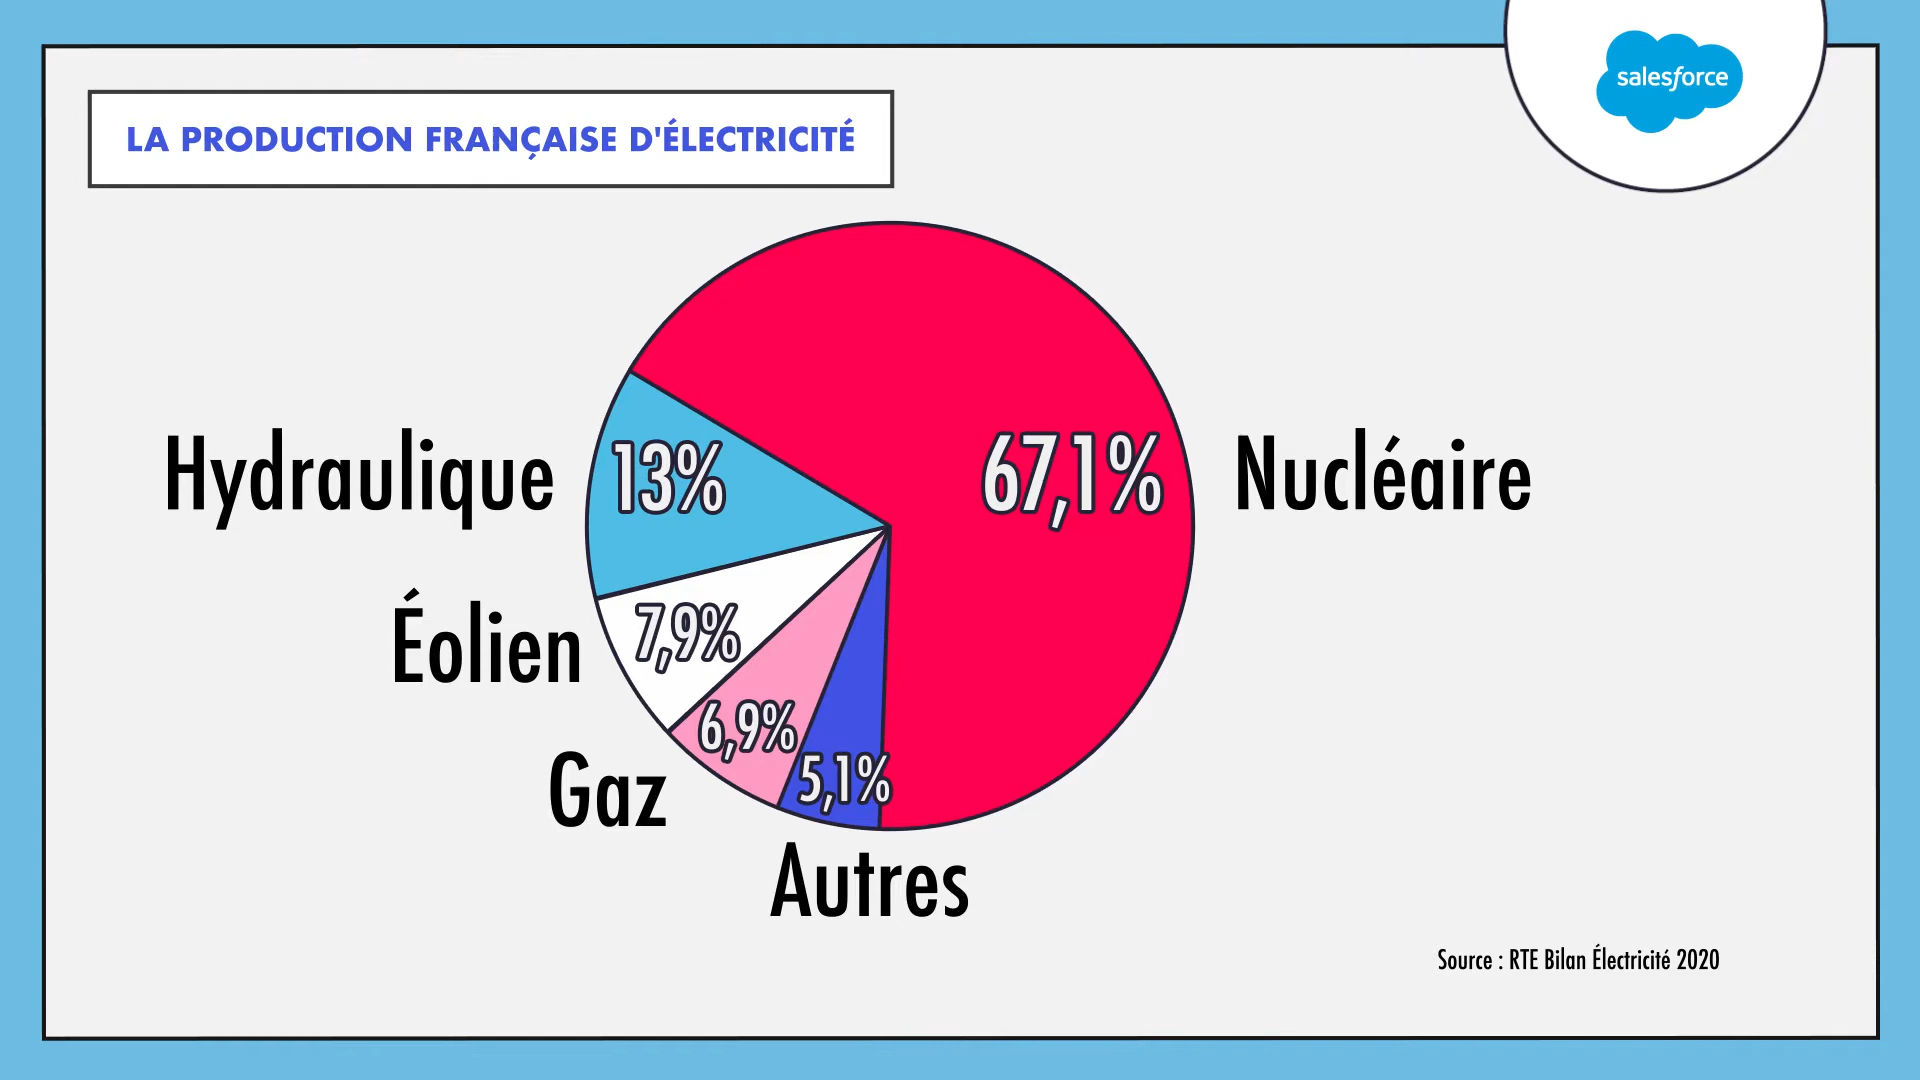 LA PRODUCTION FRANÇAISE D'ÉLECTRICITÉ
salesforce
Hydraulique 13%
67,1% Nucléaire
Éolien 7,9%
Gaz 6,9%
Autres 5,1%
Source : RTE Bilan Électricité 2020